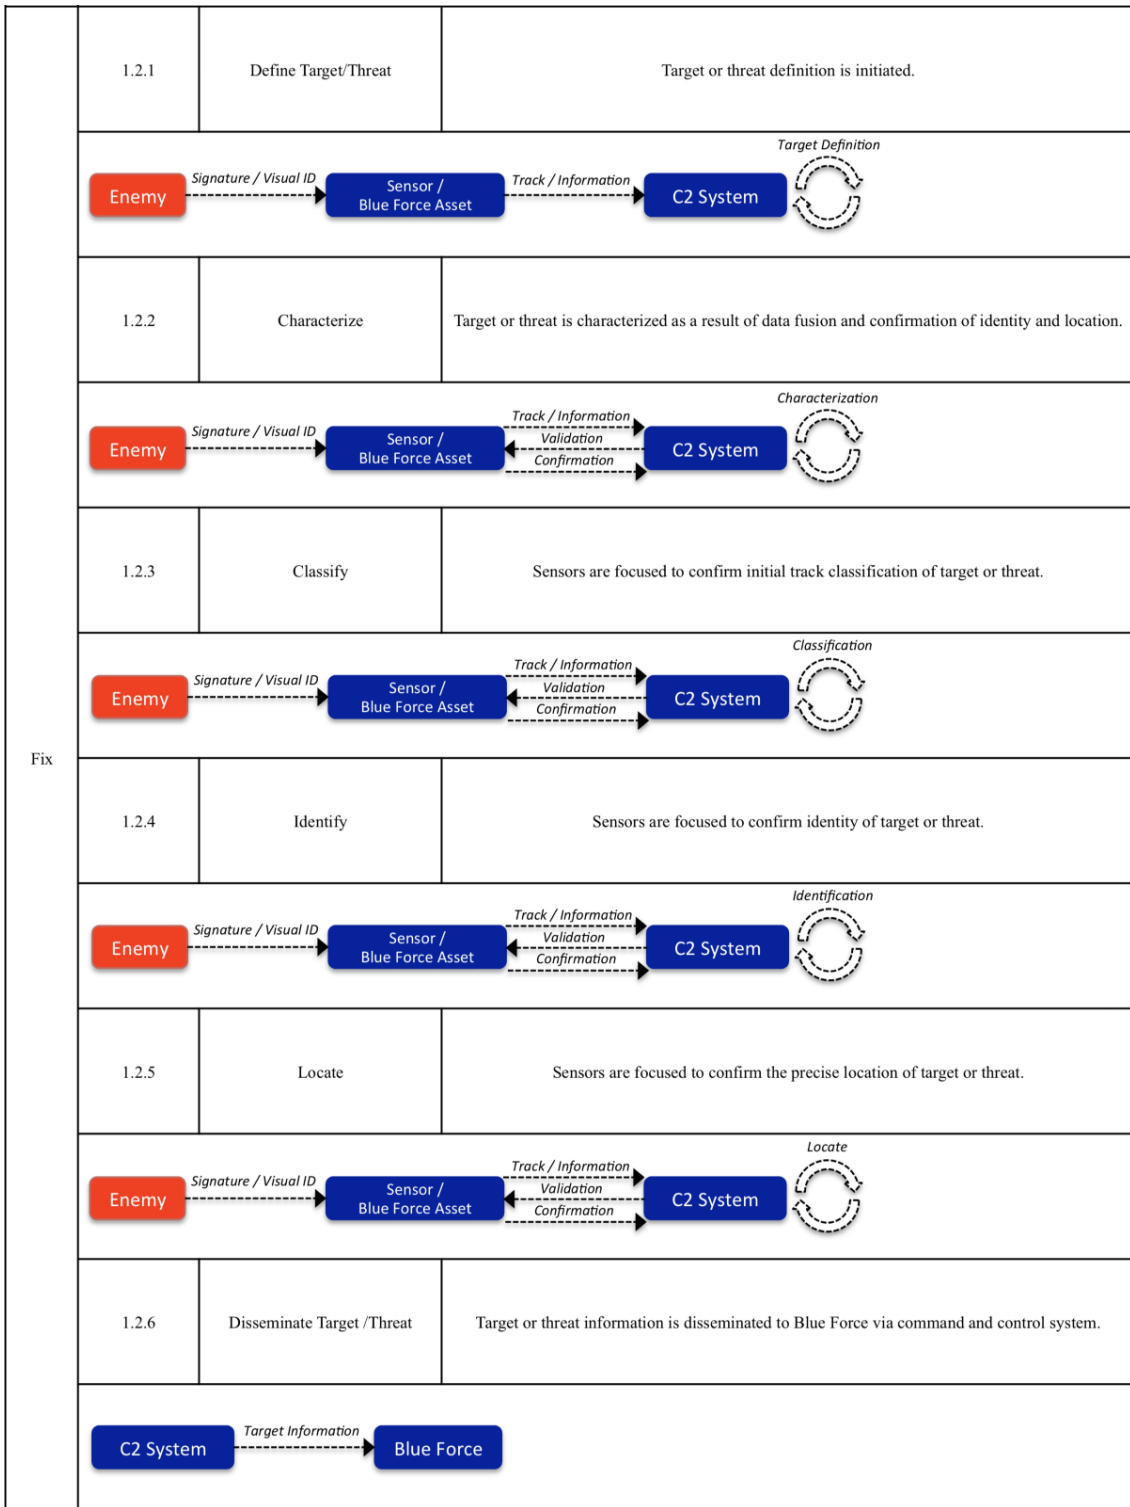 1.2.1
Define Target/Threat
Target or threat definition is initiated.
Target Definition
Enemy
Signature / Visual ID
Sensor /
Blue Force Asset
Track / Information
C2 System
1.2.2
Characterize
Target or threat is characterized as a result of data fusion and confirmation of identity and location.
Characterization
Enemy
Signature / Visual ID
Sensor /
Blue Force Asset
Track / Information
Validation
Confirmation
C2 System
1.2.3
Classify
Sensors are focused to confirm initial track classification of target or threat.
Classification
Enemy
Signature / Visual ID
Sensor /
Blue Force Asset
Track / Information
Validation
Confirmation
C2 System
Fix
1.2.4
Identify
Sensors are focused to confirm identity of target or threat.
Identification
Enemy
Signature / Visual ID
Sensor /
Blue Force Asset
Track / Information
Validation
Confirmation
C2 System
1.2.5
Locate
Sensors are focused to confirm the precise location of target or threat.
Locate
Enemy
Signature / Visual ID
Sensor /
Blue Force Asset
Track / Information
Validation
Confirmation
C2 System
1.2.6
Disseminate Target /Threat
Target or threat information is disseminated to Blue Force via command and control system.
C2 System
Target Information
Blue Force